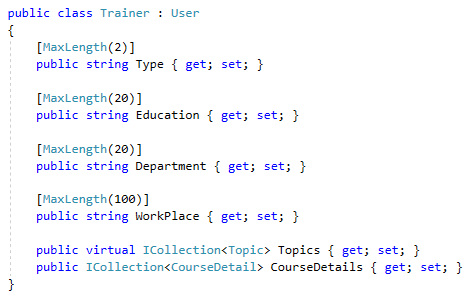 public class Trainer : User
{
[MaxLength(2)]
public string Type { get; set; }
[MaxLength(20)]
public string Education { get; set; }
[MaxLength(20)]
public string Department { get; set; }
[MaxLength(100)]
public string WorkPlace { get; set; }
public virtual ICollection<Topic> Topics { get; set; }
public ICollection<CourseDetail> CourseDetails { get; set; }
}